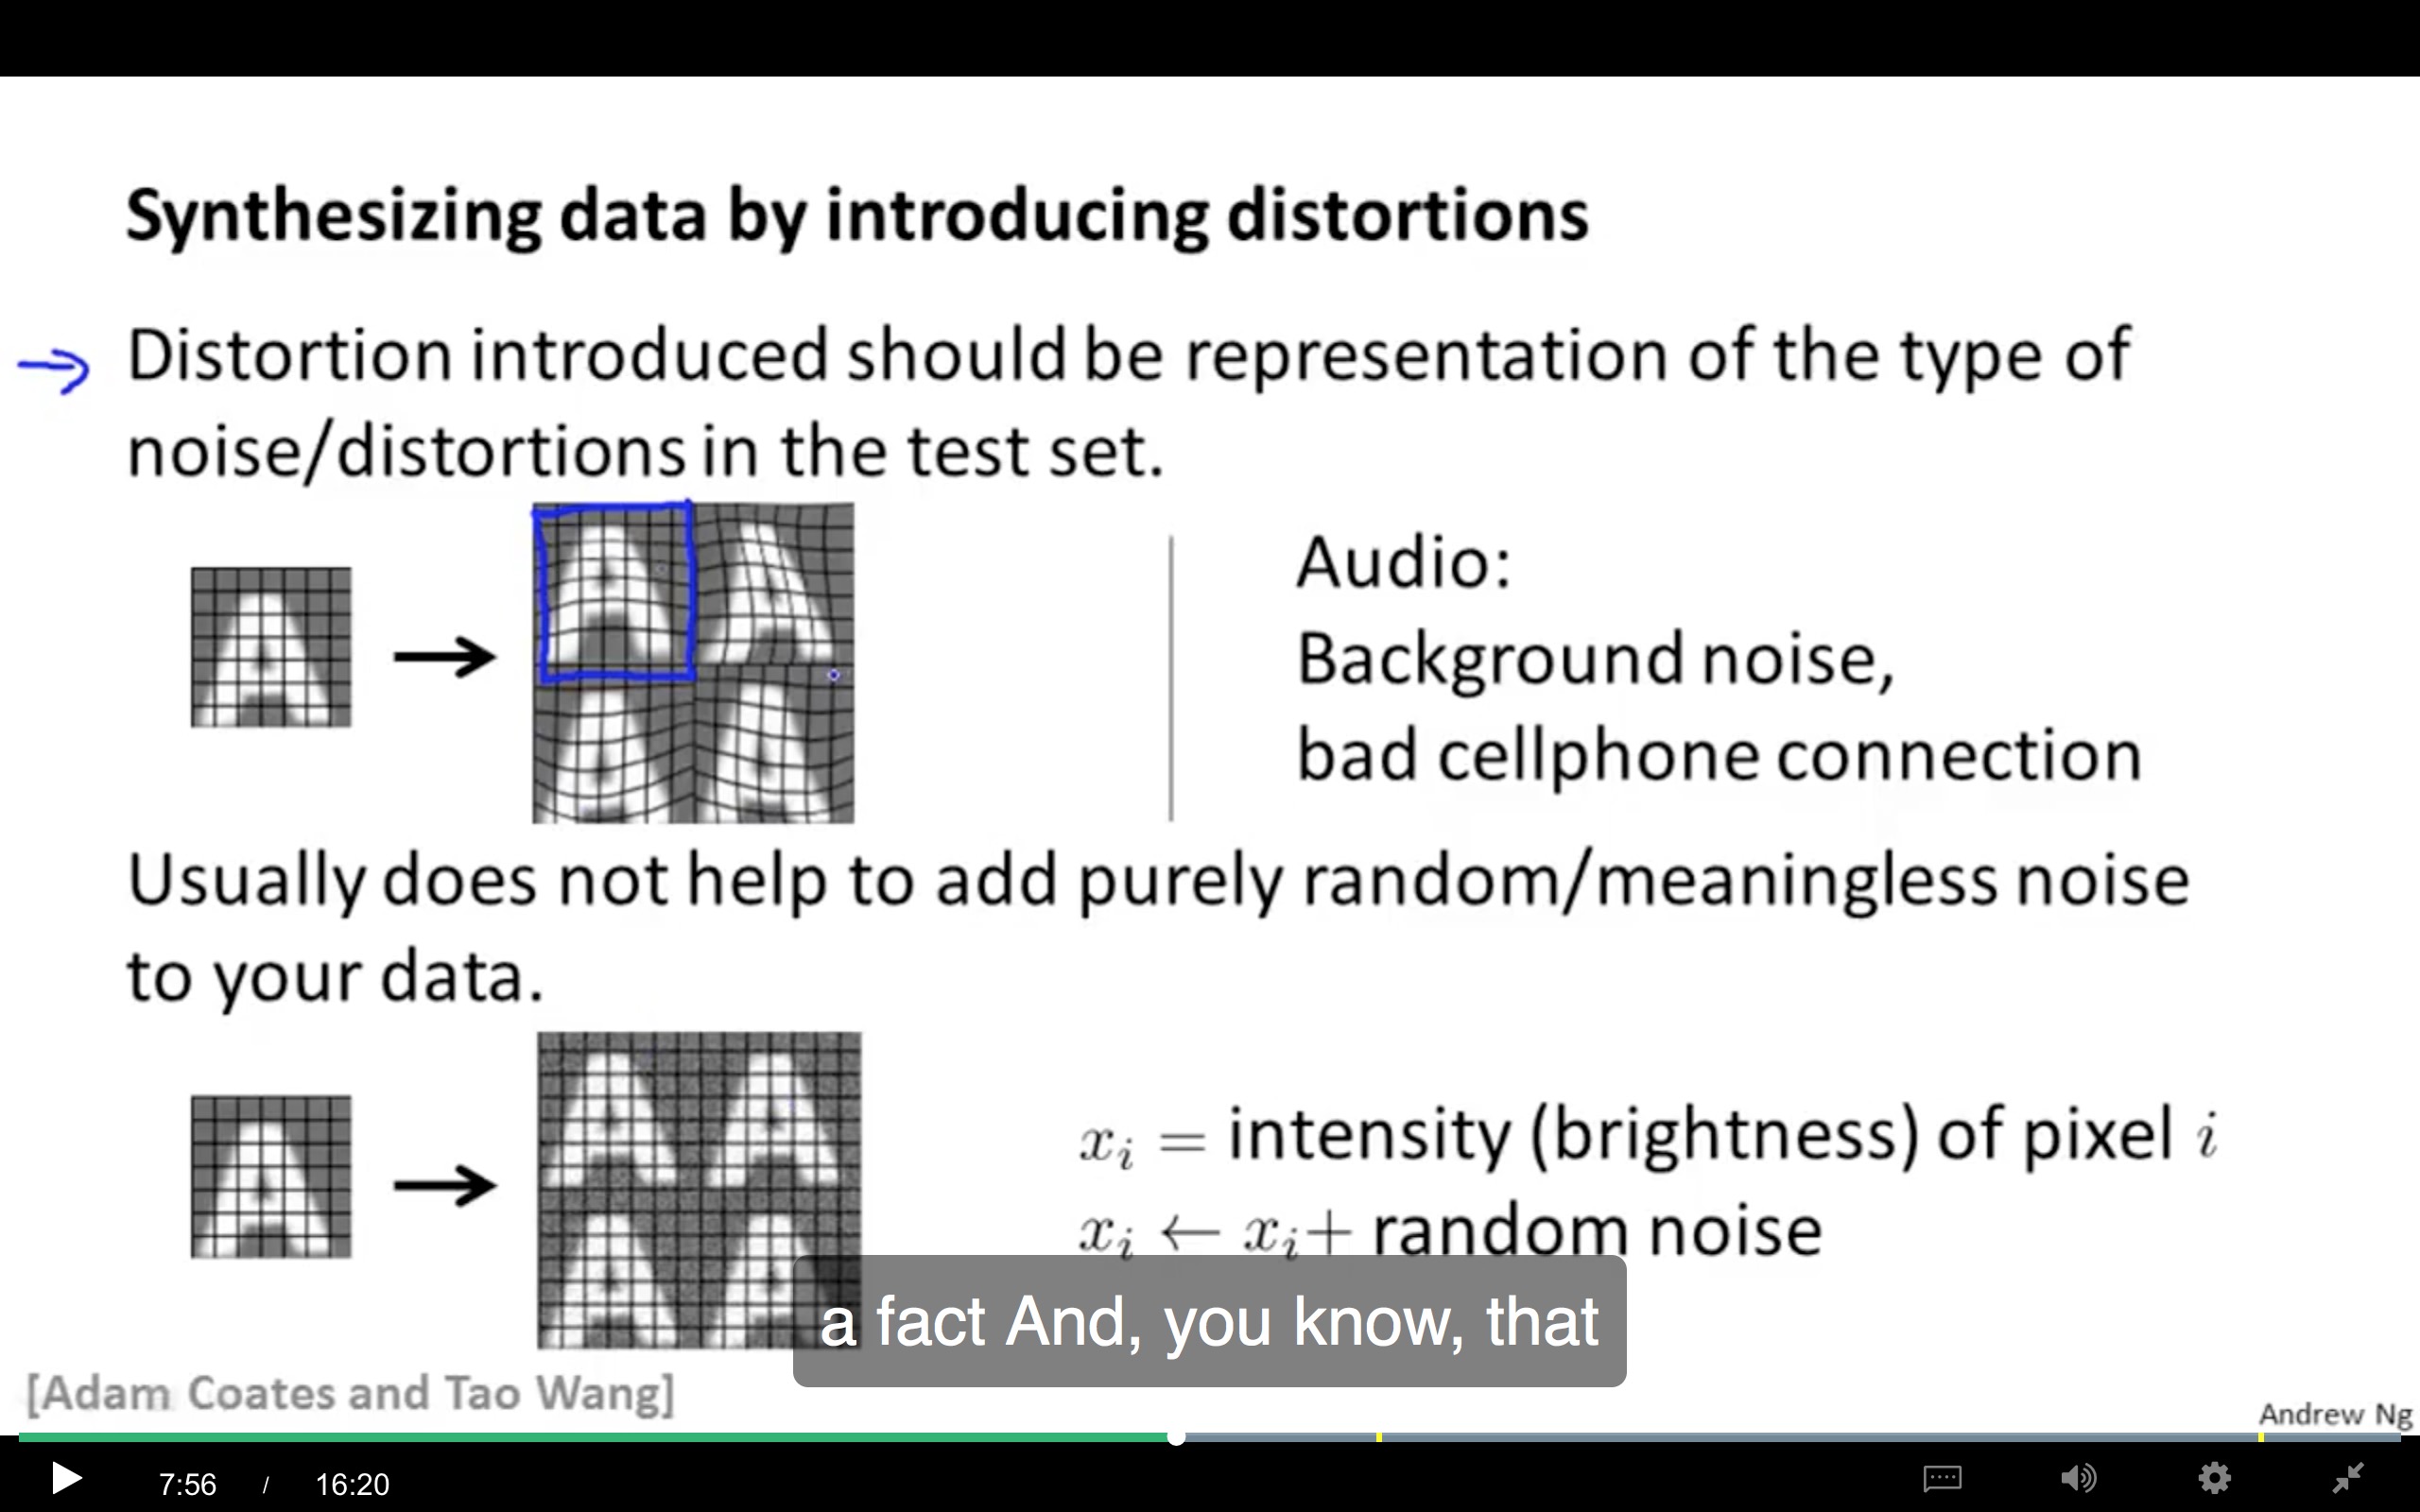 Synthesizing data by introducing distortions
Distortion introduced should be representation of the type of
noise/distortions in the test set.
Audio:
Background noise,
bad cellphone connection
Usually does not help to add purely random/meaningless noise
to your data.
x_i = intensity (brightness) of pixel i
x_i ← x_i+ random noise
a fact And, you know, that
[Adam Coates and Tao Wang]
Andrew Ng
7:56 / 16:20